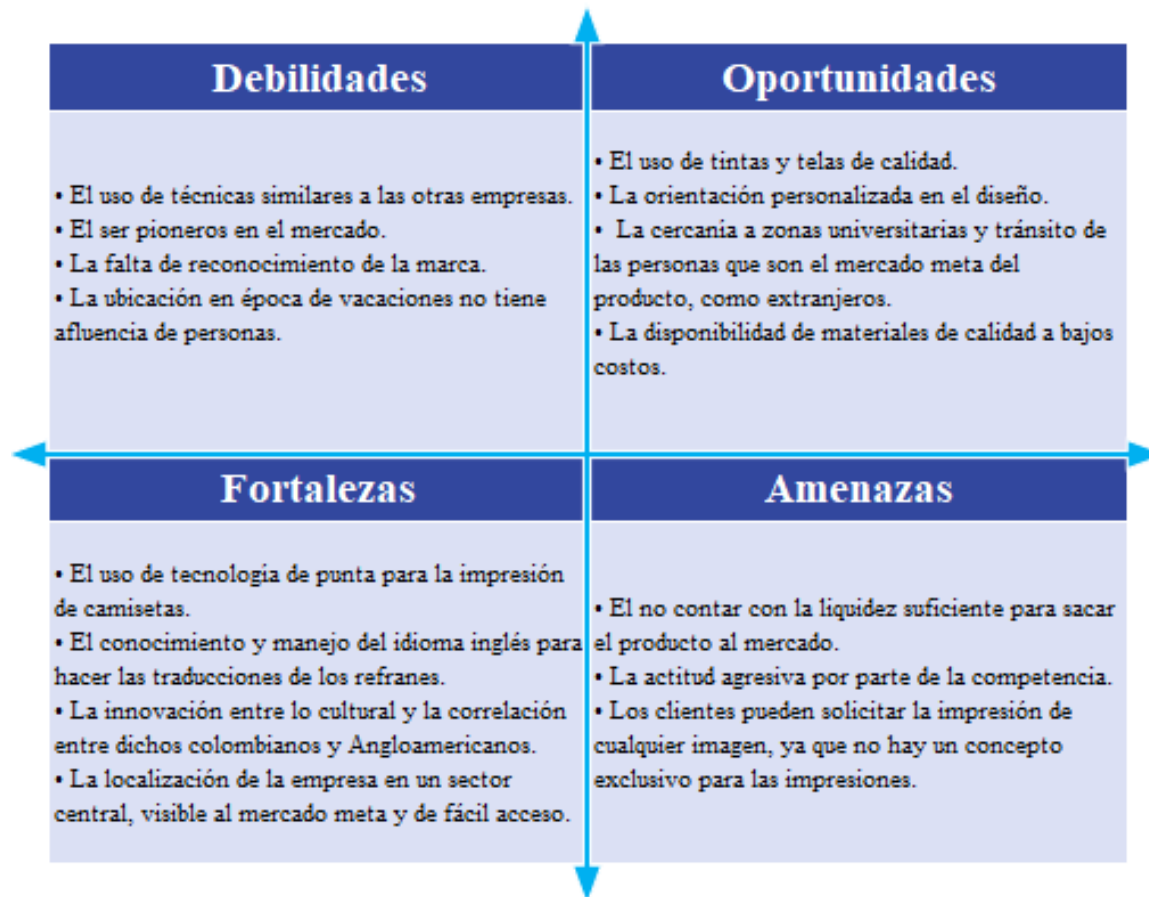 Debilidades
• El uso de técnicas similares a las otras empresas.
• El ser pioneros en el mercado.
• La falta de reconocimiento de la marca.
• La ubicación en época de vacaciones no tiene
afluencia de personas.
Oportunidades
• El uso de tintas y telas de calidad.
• La orientación personalizada en el diseño.
• La cercania a zonas universitarias y tránsito de
las personas que son el mercado meta del
producto, como extranjeros.
• La disponibilidad de materiales de calidad a bajos
costos.
Fortalezas
• El uso de tecnología de punta para la impresión
de camisetas.
• El conocimiento y manejo del idioma inglés para
hacer las traducciones de los refranes.
• La innovación entre lo cultural y la correlación
entre dichos colombianos y Angloamericanos.
• La localización de la empresa en un sector
central, visible al mercado meta y de fácil acceso.
Amenazas
• El no contar con la liquidez suficiente para sacar
el producto al mercado.
• La actitud agresiva por parte de la competencia.
• Los clientes pueden solicitar la impresión de
cualquier imagen, ya que no hay un concepto
exclusivo para las impresiones.